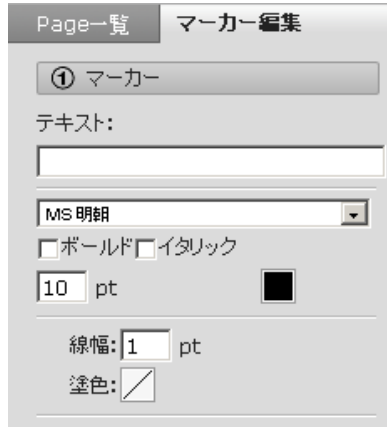 Page一覧 マーカー編集
① マーカー
テキスト:
MS 明朝
ボールド イタリック
10 pt
線幅: 1 pt
塗色: